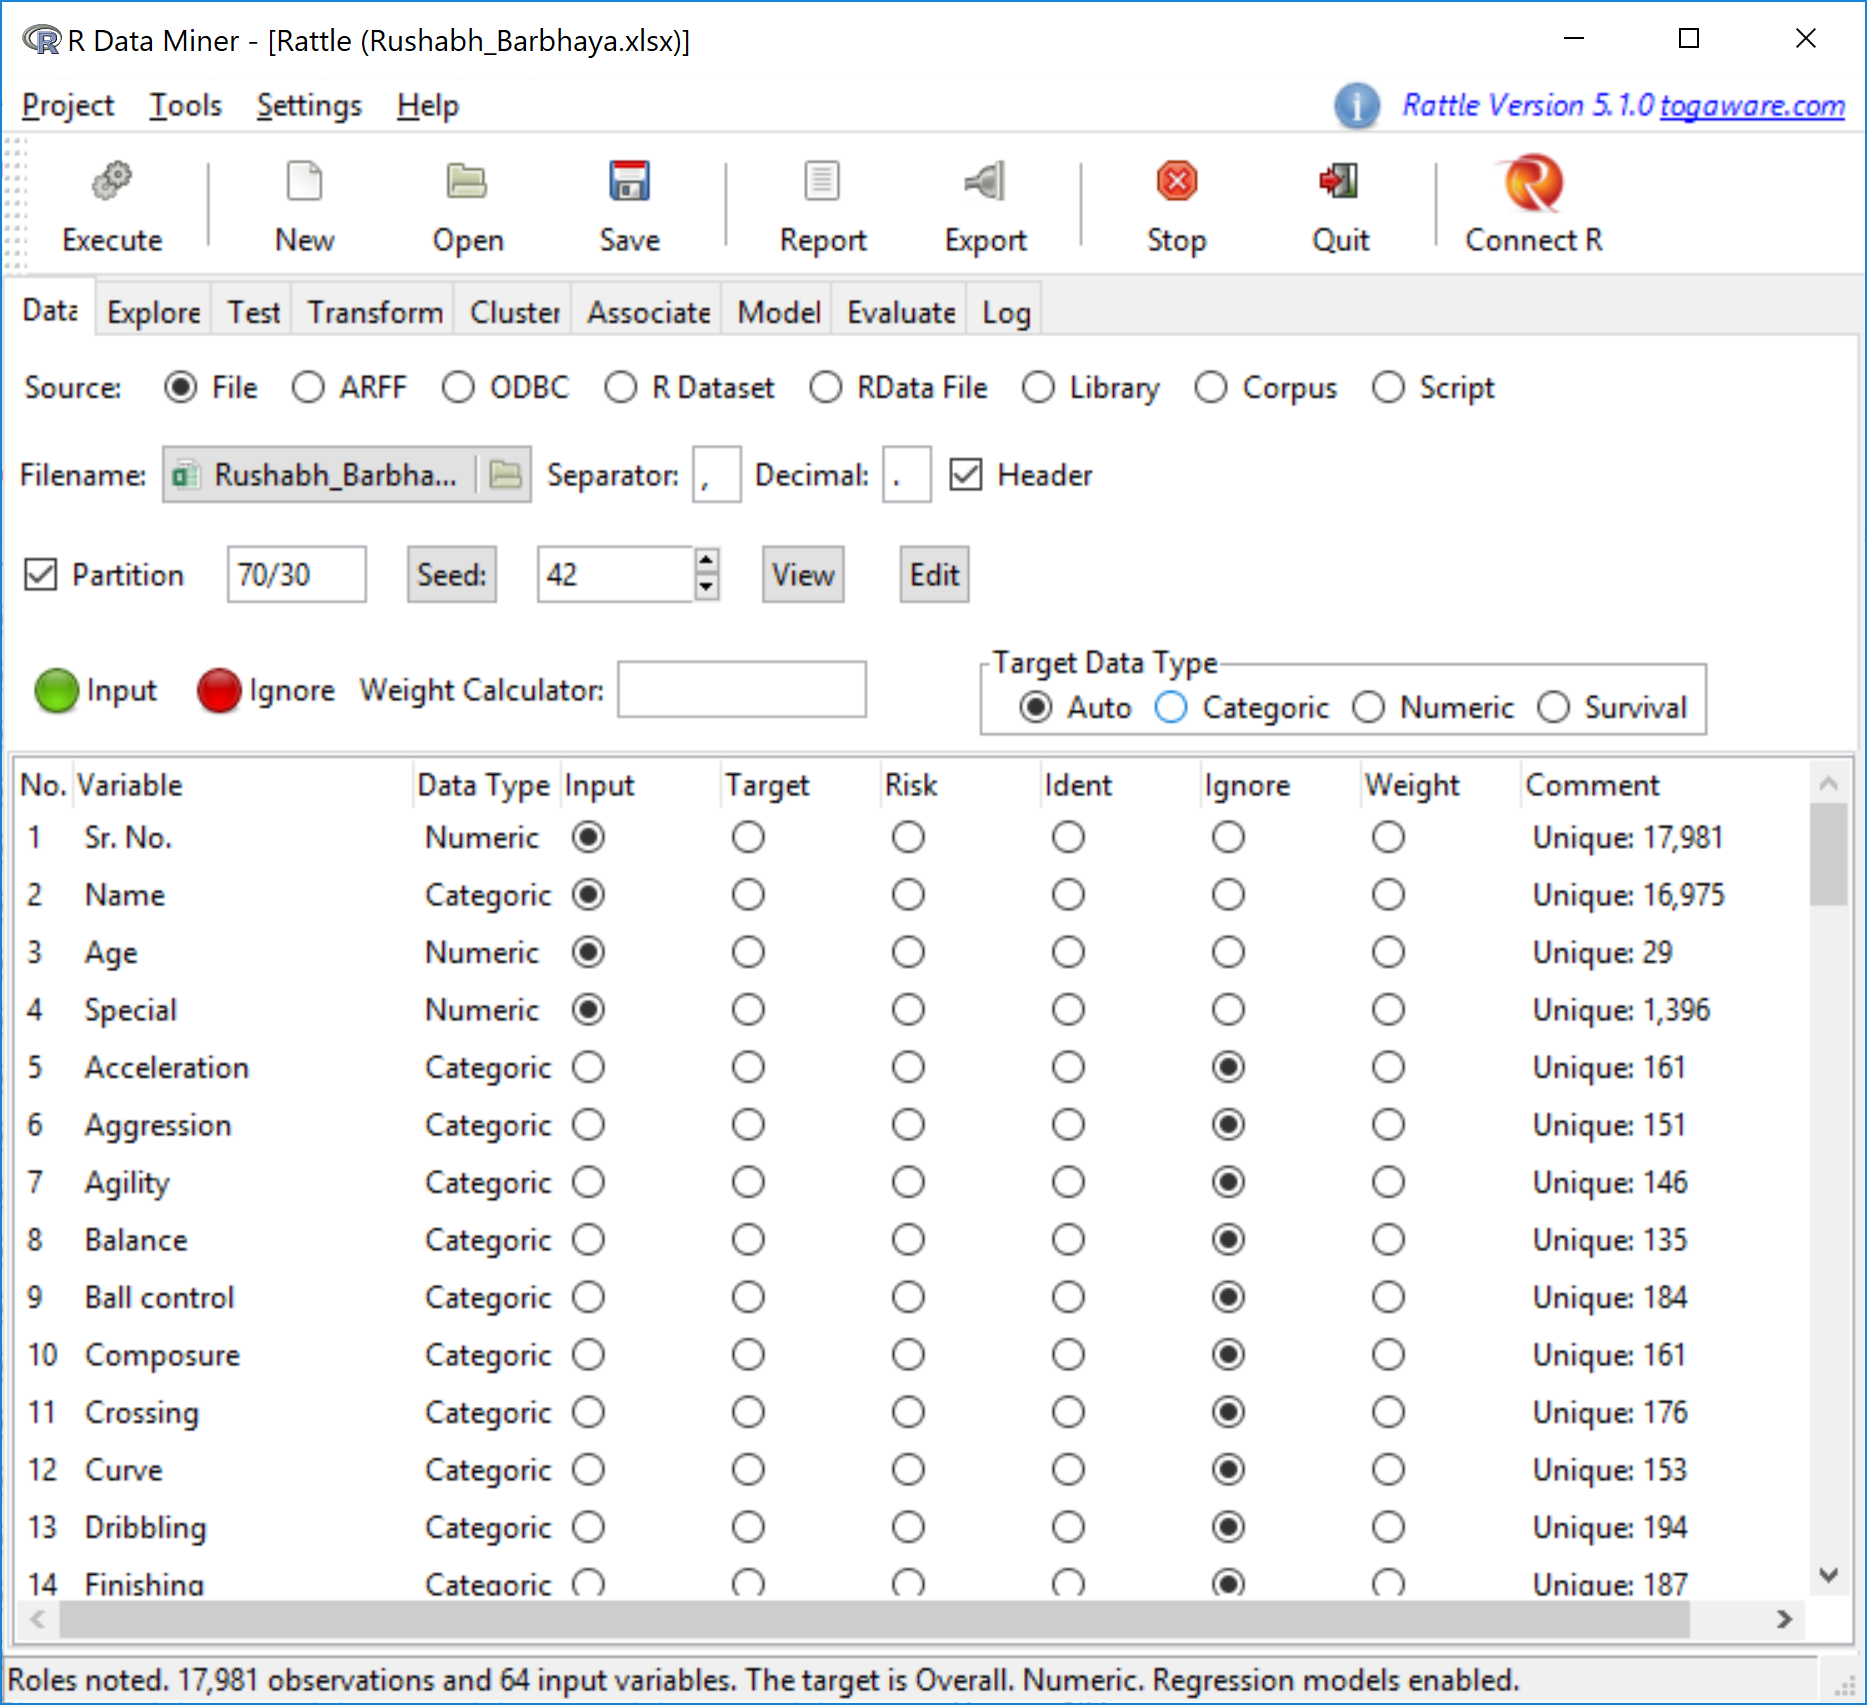 R Data Miner - [Rattle (Rushabh_Barbhaya.xlsx)]
Project Tools Settings Help Rattle Version 5.1.0 togaware.com
Execute New Open Save Report Export Stop Quit Connect R
Data Explore Test Transform Cluster Associate Model Evaluate Log
Source: File ARFF ODBC R Dataset RData File Library Corpus Script
Filename: Rushabh_Barbha... Separator: , Decimal: . Header
Partition 70/30 Seed: 42 View Edit
Target Data Type
Input Ignore Weight Calculator: Auto Categoric Numeric Survival
No. Variable Data Type Input Target Risk Ident Ignore Weight Comment
1 Sr. No. Numeric Unique: 17,981
2 Name Categoric Unique: 16,975
3 Age Numeric Unique: 29
4 Special Numeric Unique: 1,396
5 Acceleration Categoric Unique: 161
6 Aggression Categoric Unique: 151
7 Agility Categoric Unique: 146
8 Balance Categoric Unique: 135
9 Ball control Categoric Unique: 184
10 Composure Categoric Unique: 161
11 Crossing Categoric Unique: 176
12 Curve Categoric Unique: 153
13 Dribbling Categoric Unique: 194
14 Finishing Categoric Unique: 187
Roles noted. 17,981 observations and 64 input variables. The target is Overall. Numeric. Regression models enabled.